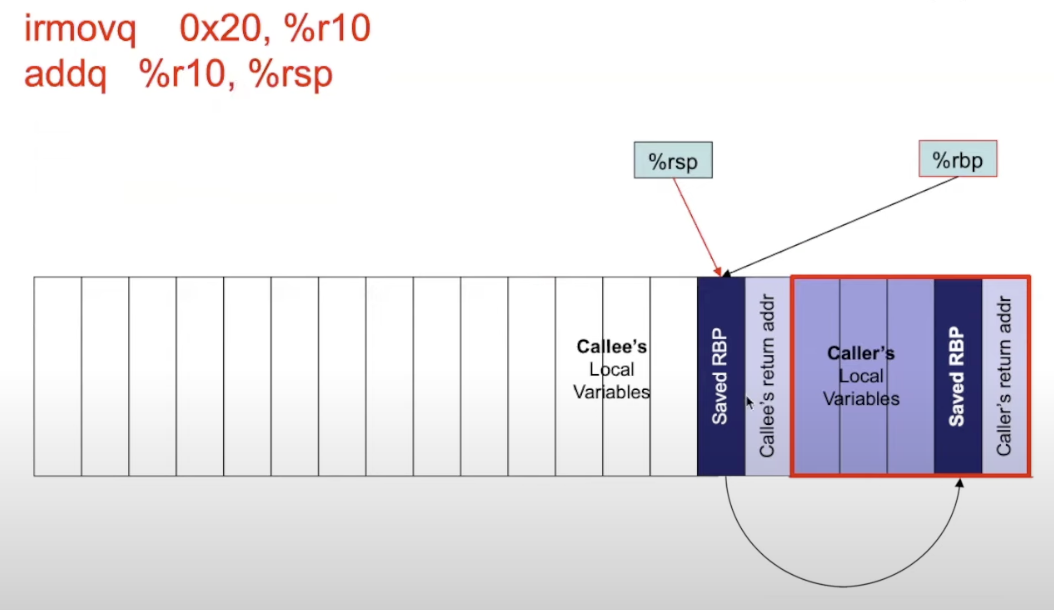 irmovq 0x20, %r10
addq %r10, %rsp
%rsp
%rbp
Callee's
Local
Variables
Saved RBP
Callee's return addr
Caller's
Local
Variables
Saved RBP
Caller's return addr